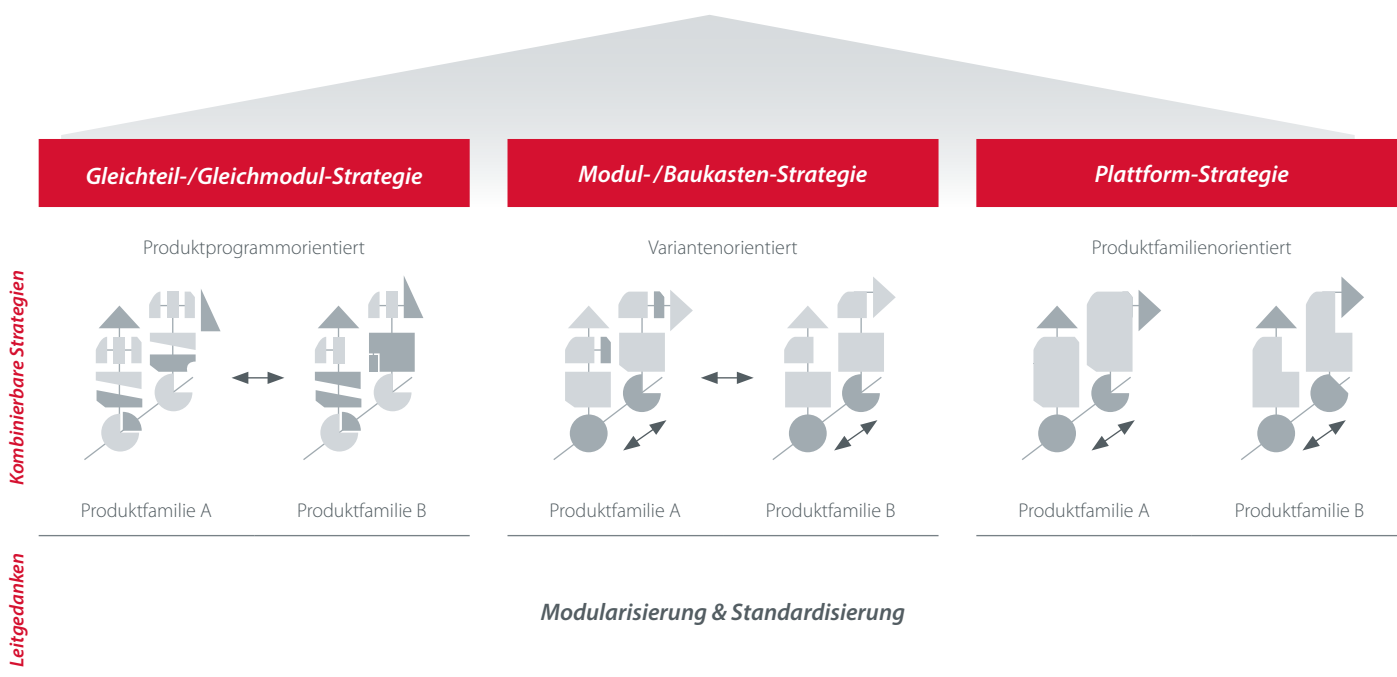 Gleichteil-/Gleichmodul-Strategie
Modul-/Baukasten-Strategie
Plattform-Strategie
Produktprogrammorientiert
Variantenorientiert
Produktfamilienorientiert
Kombinierbare Strategien
Produktfamilie A
Produktfamilie B
Produktfamilie A
Produktfamilie B
Produktfamilie A
Produktfamilie B
Leitgedanken
Modularisierung & Standardisierung